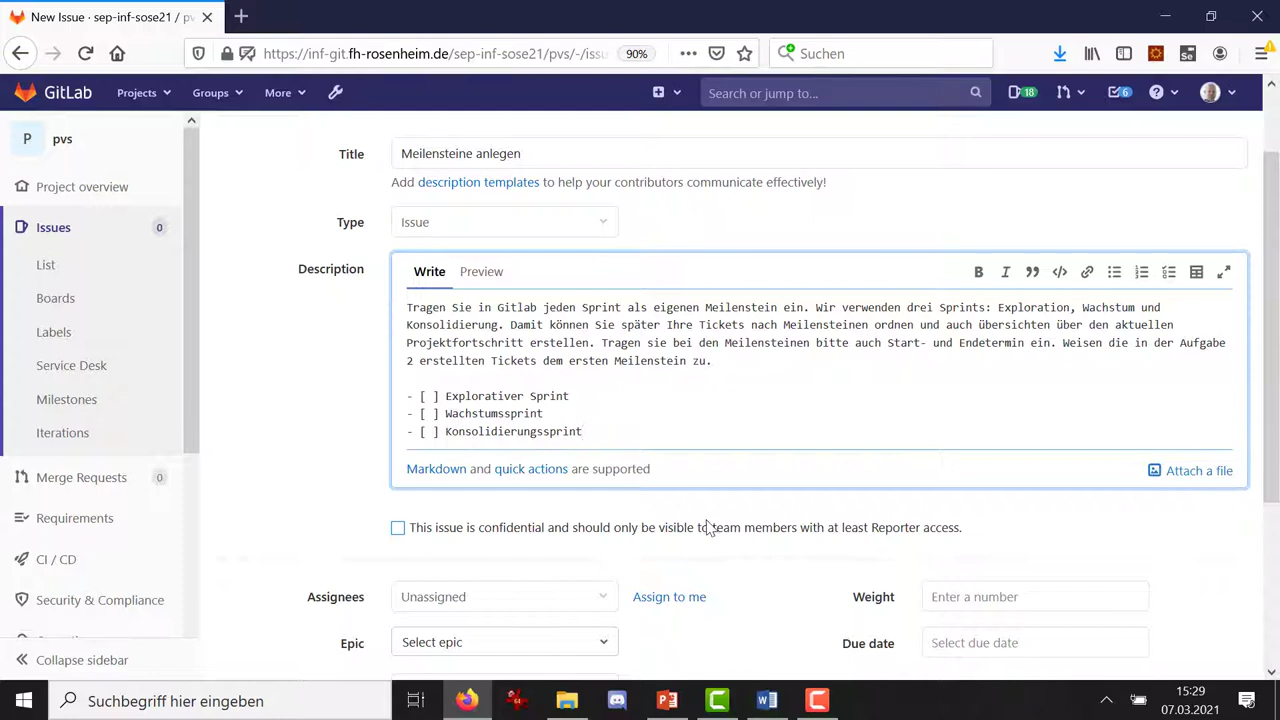 New Issue · sep-inf-sose21 / pv
https://inf-git.fh-rosenheim.de/sep-inf-sose21/pvs/-/issu
90%
Suchen
GitLab
Projects
Groups
More
Search or jump to...
18
6
P
pvs
Project overview
Issues
0
List
Boards
Labels
Service Desk
Milestones
Iterations
Merge Requests
0
Requirements
CI / CD
Security & Compliance
Collapse sidebar
Title
Meilensteine anlegen
Add description templates to help your contributors communicate effectively!
Type
Issue
Description
Write
Preview
Tragen Sie in Gitlab jeden Sprint als eigenen Meilenstein ein. Wir verwenden drei Sprints: Exploration, Wachstum und
Konsolidierung. Damit können Sie später Ihre Tickets nach Meilensteinen ordnen und auch übersichten über den aktuellen
Projektfortschritt erstellen. Tragen sie bei den Meilensteinen bitte auch Start- und Endetermin ein. Weisen die in der Aufgabe
2 erstellten Tickets dem ersten Meilenstein zu.
- [ ] Explorativer Sprint
- [ ] Wachstumssprint
- [ ] Konsolidierungssprint
Markdown and quick actions are supported
Attach a file
This issue is confidential and should only be visible to team members with at least Reporter access.
Assignees
Unassigned
Assign to me
Weight
Enter a number
Epic
Select epic
Due date
Select due date
Suchbegriff hier eingeben
15:29
07.03.2021